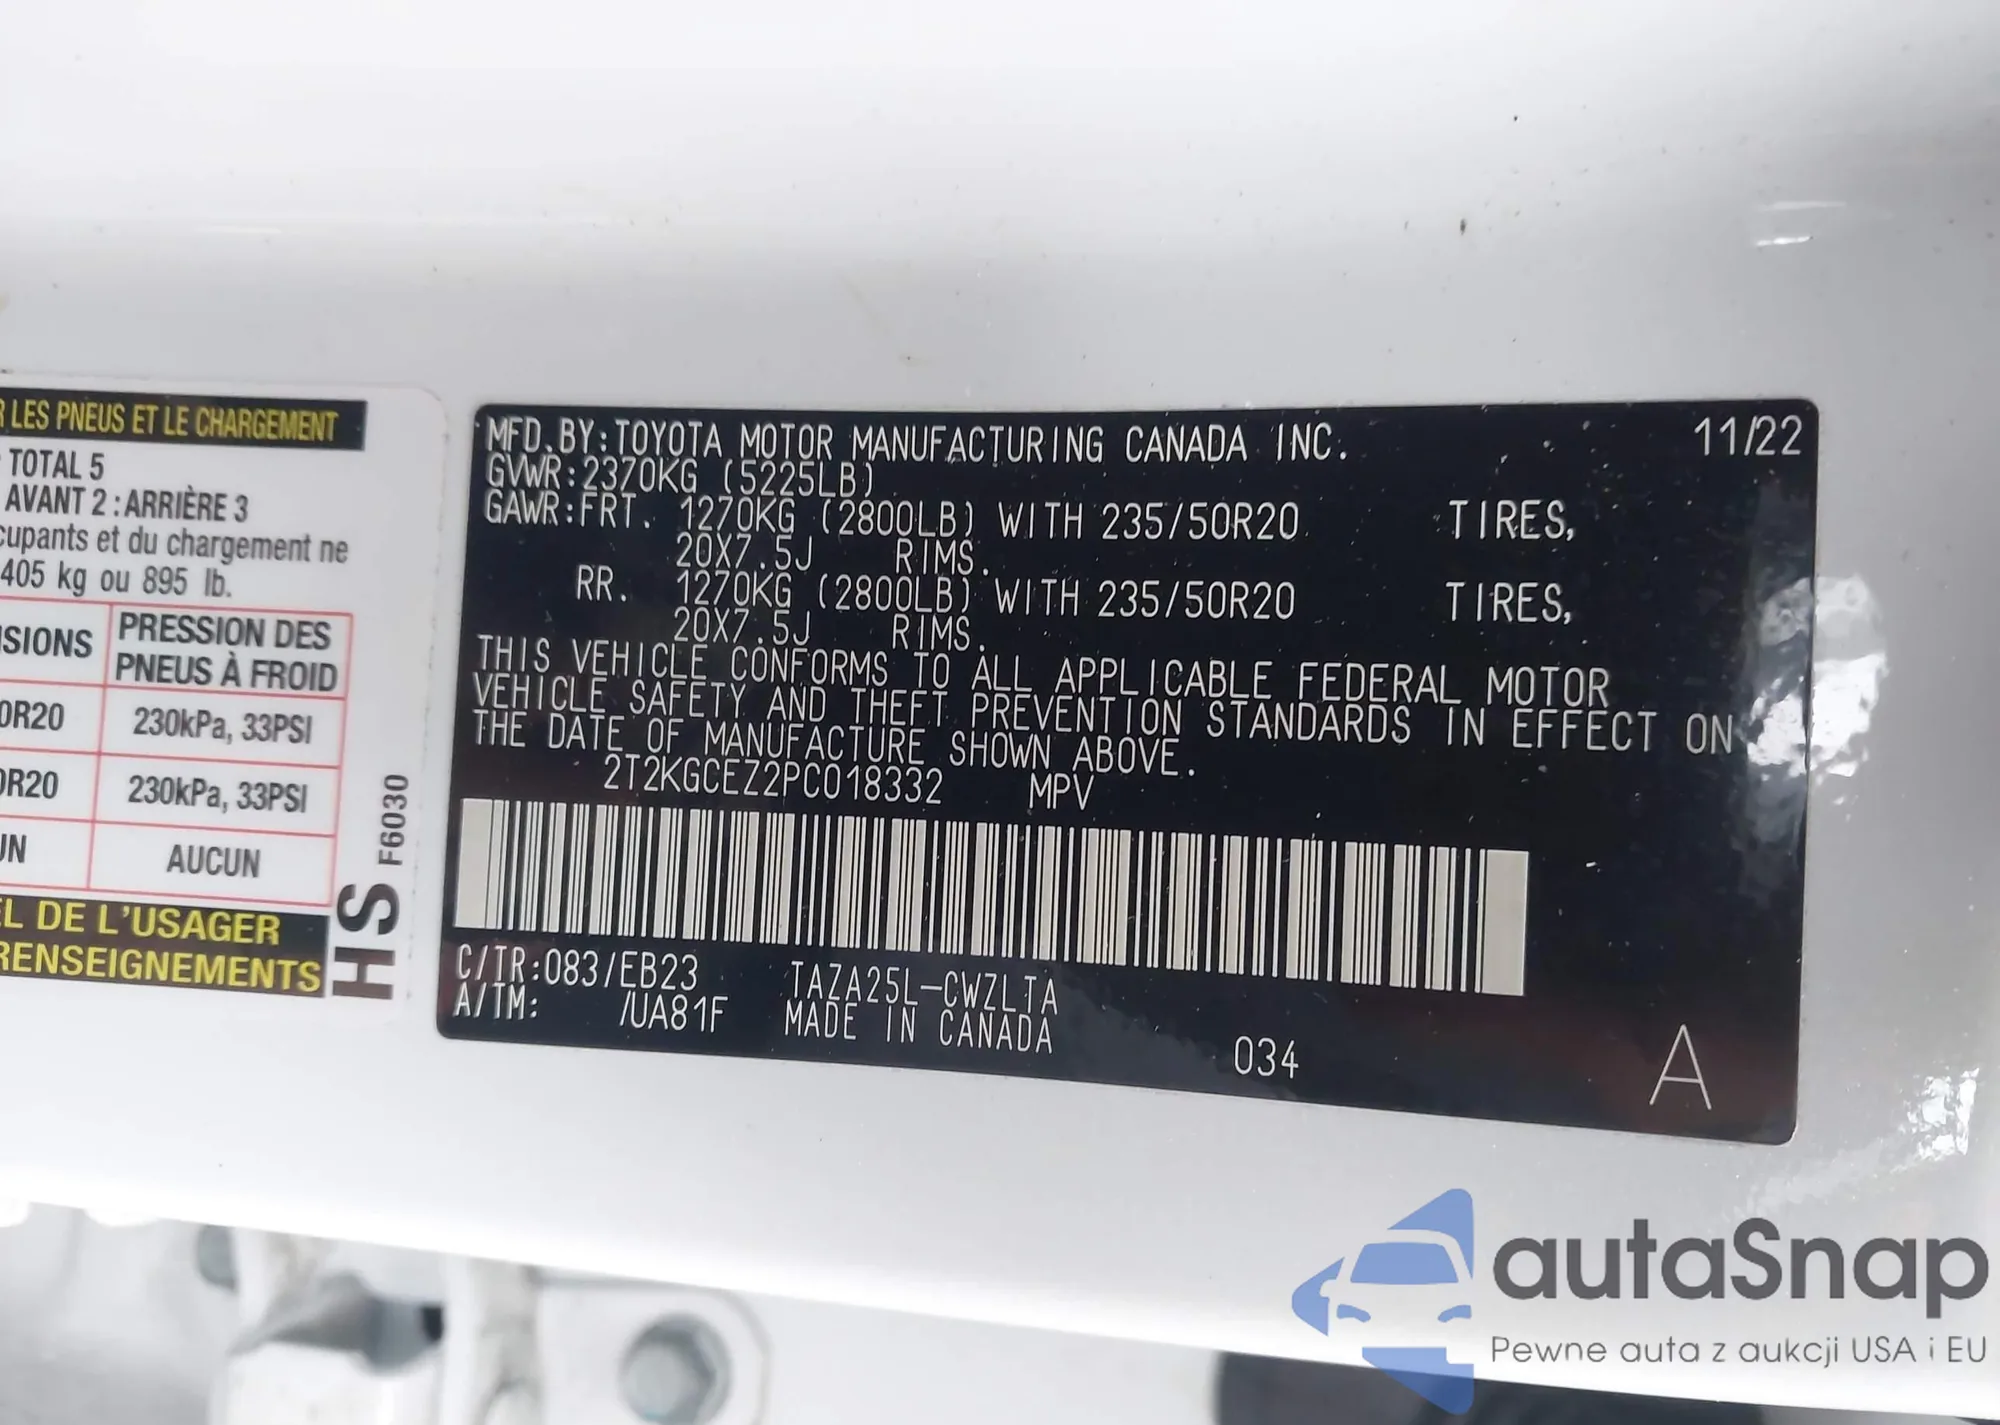 LES PNEUS ET LE CHARGEMENT
TOTAL 5
AVANT 2 : ARRIÈRE 3
cupants et du chargement ne
405 kg ou 895 lb.
SIONS
PRESSION DES
PNEUS À FROID
0R20
230kPa, 33PSI
0R20
230kPa, 33PSI
UN
AUCUN
EL DE L'USAGER
RENSEIGNEMENTS
HS
F6030
MFD.BY:TOYOTA MOTOR MANUFACTURING CANADA INC. 11/22
GVWR:2370KG (5225LB)
GAWR:FRT. 1270KG (2800LB) WITH 235/50R20 TIRES,
20X7.5J RIMS.
RR. 1270KG (2800LB) WITH 235/50R20 TIRES,
20X7.5J RIMS.
THIS VEHICLE CONFORMS TO ALL APPLICABLE FEDERAL MOTOR
VEHICLE SAFETY AND THEFT PREVENTION STANDARDS IN EFFECT ON
THE DATE OF MANUFACTURE SHOWN ABOVE.
2T2KGCEZ2PC018332 MPV
C/TR:083/EB23 TAZA25L-CWZLTA
A/TM: /UA81F MADE IN CANADA
034
A
autaSnap
Pewne auta z aukcji USA i EU